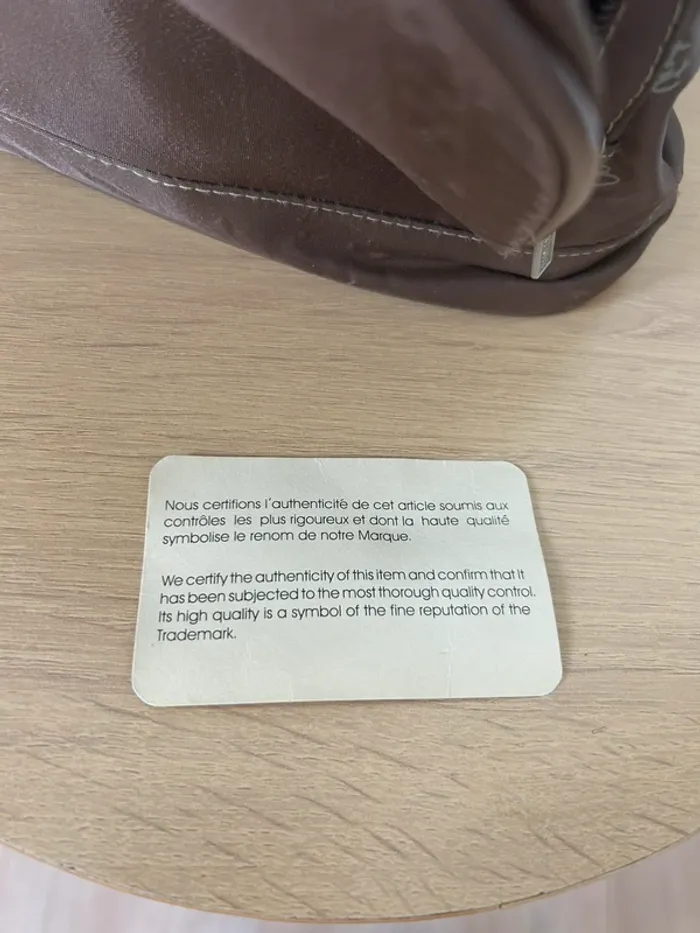 Nous certifions l'authenticité de cet article soumis aux
contrôles les plus rigoureux et dont la haute qualité
symbolise le renom de notre Marque.
We certify the authenticity of this item and confirm that it
has been subjected to the most thorough quality control.
Its high quality is a symbol of the fine reputation of the
Trademark.